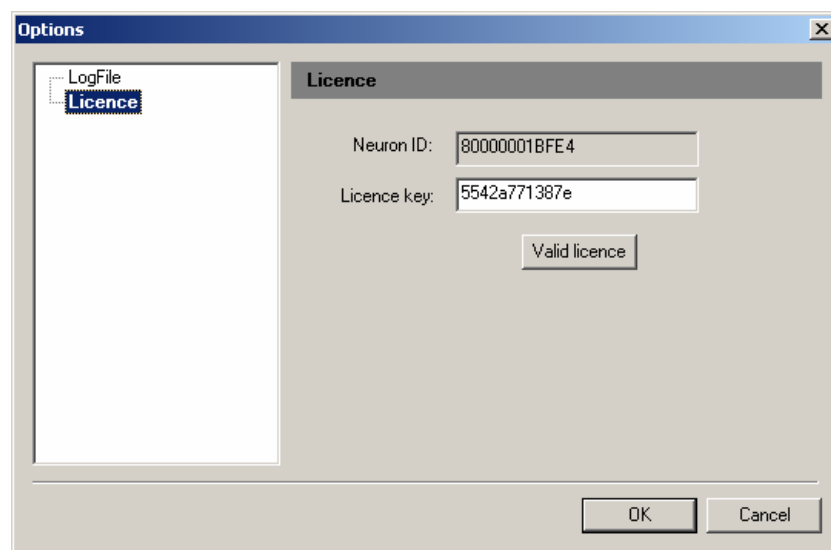 Options
LogFile
Licence
Licence
Neuron ID: 80000001BFE4
Licence key: 5542a771387e
Valid licence
OK Cancel